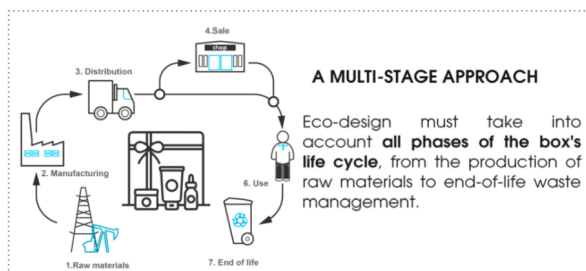 4.Sale
shop
3. Distribution
A MULTI-STAGE APPROACH
Eco-design must take into
account all phases of the box's
life cycle, from the production of
raw materials to end-of-life waste
management.
2. Manufacturing
6. Use
1.Raw materials
7. End of life